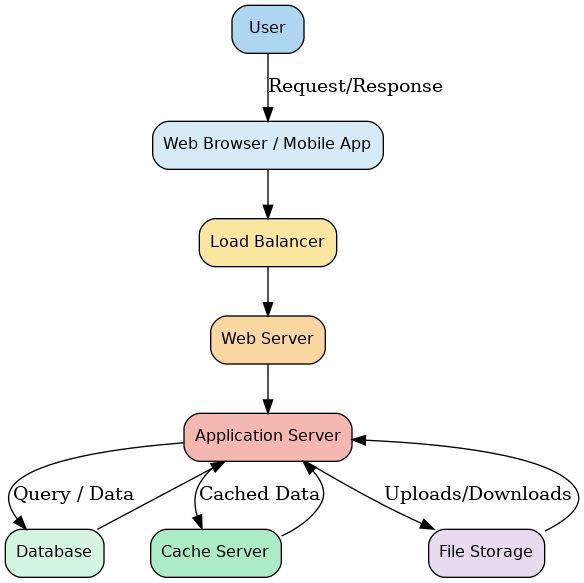 User
Request/Response
Web Browser / Mobile App
Load Balancer
Web Server
Application Server
Query / Data
Cached Data
Uploads/Downloads
Database
Cache Server
File Storage